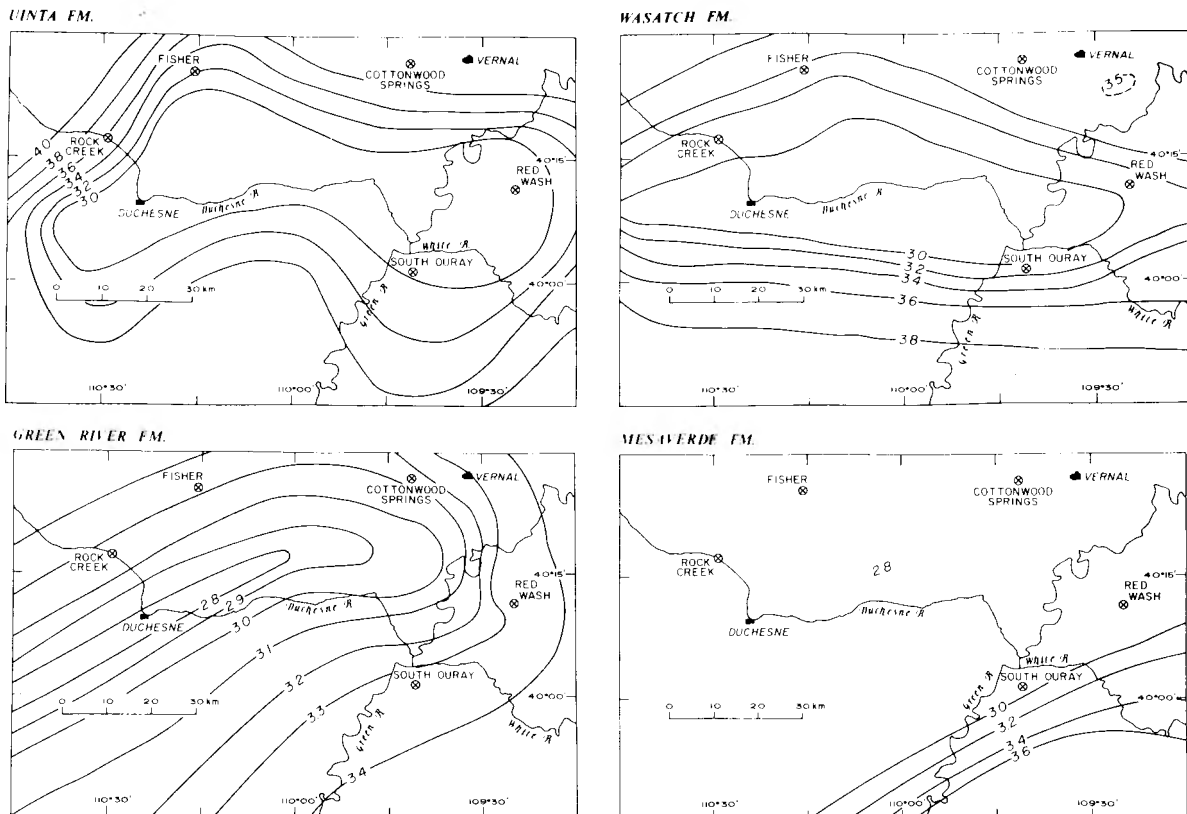 UINTA FM.
FISHER
COTTONWOOD
SPRINGS
VERNAL
ROCK
CREEK
40
38
36
34
32
30
40°15'
RED
WASH
DUCHESNE
Duchesne R
White R
SOUTH OURAY
40°00'
0 10 20 30 km
Green R
110°30'
110°00'
109°30'
WASATCH FM.
FISHER
COTTONWOOD
SPRINGS
VERNAL
35
ROCK
CREEK
40°15'
RED
WASH
DUCHESNE
Duchesne R
30
32
34
36
38
SOUTH OURAY
40°00'
0 10 20 30 km
White R
Green R
110°30'
110°00'
109°30'
GREEN RIVER FM.
FISHER
COTTONWOOD
SPRINGS
VERNAL
ROCK
CREEK
40°15'
RED
WASH
28
29
30
31
32
33
34
DUCHESNE
Duchesne R
SOUTH OURAY
40°00'
0 10 20 30 km
Green R
White R
110°30'
110°00'
109°30'
MESAVERDE FM.
FISHER
COTTONWOOD
SPRINGS
VERNAL
ROCK
CREEK
28
40°15'
RED
WASH
DUCHESNE
Duchesne R
White R
SOUTH OURAY
40°00'
Green R
30
32
34
36
0 10 20 30 km
110°30'
110°00'
109°30'